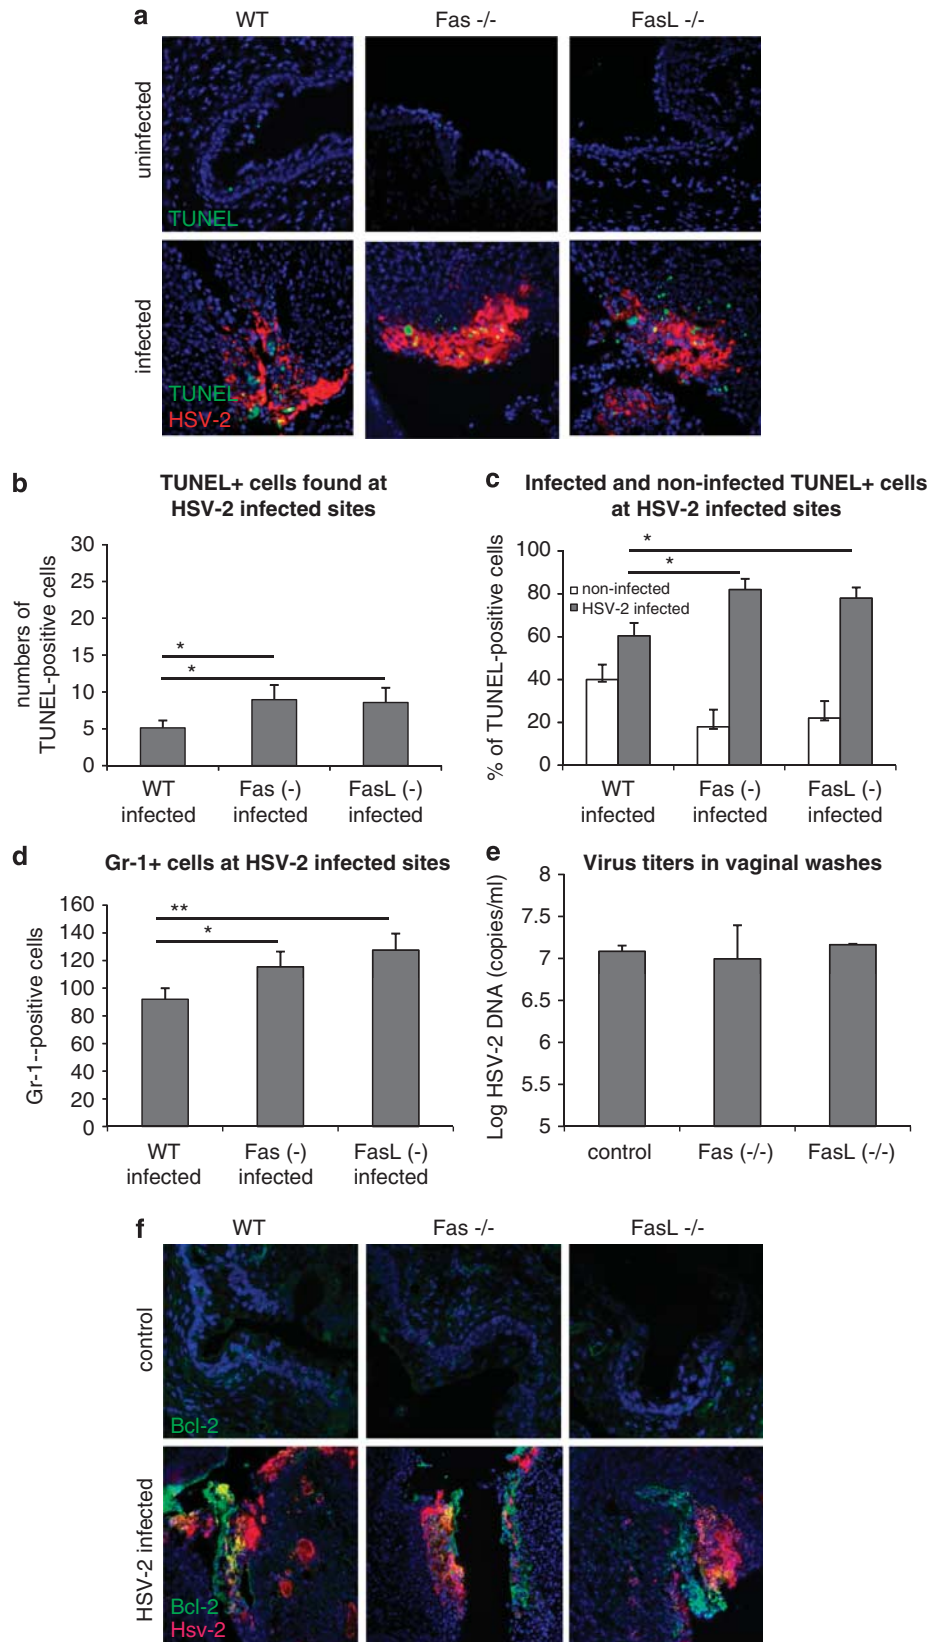 a
WT
Fas -/-
FasL -/-
uninfected
TUNEL
infected
TUNEL
HSV-2
b
TUNEL+ cells found at
HSV-2 infected sites
numbers of
TUNEL-positive cells
30
25
20
15
10
5
0
*
*
WT
infected
Fas (-)
infected
FasL (-)
infected
c
Infected and non-infected TUNEL+ cells
at HSV-2 infected sites
% of TUNEL-positive cells
100
80
60
40
20
0
*
*
non-infected
HSV-2 infected
WT
infected
Fas (-)
infected
FasL (-)
infected
d
Gr-1+ cells at HSV-2 infected sites
Gr-1--positive cells
160
140
120
100
80
60
40
20
0
**
*
WT
infected
Fas (-)
infected
FasL (-)
infected
e
Virus titers in vaginal washes
Log HSV-2 DNA (copies/ml)
8
7.5
7
6.5
6
5.5
5
control
Fas (-/-)
FasL (-/-)
f
WT
Fas -/-
FasL -/-
control
Bcl-2
HSV-2 infected
Bcl-2
Hsv-2